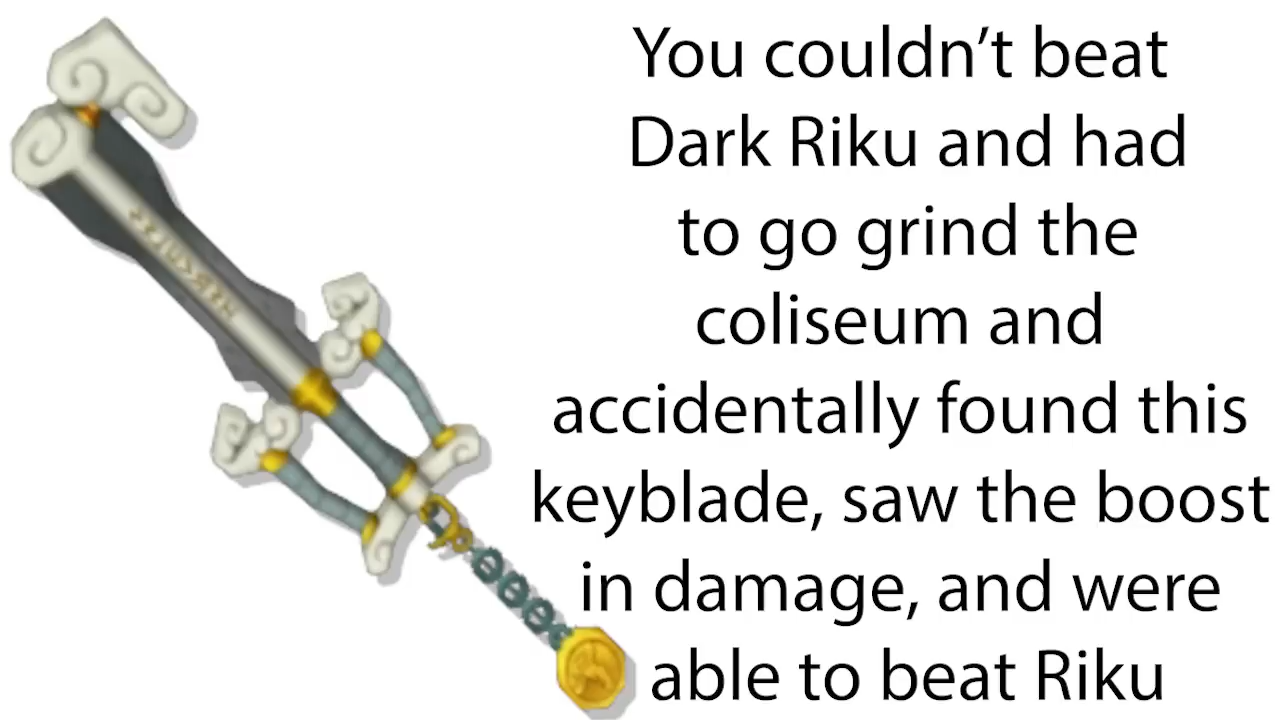 You couldn’t beat
Dark Riku and had
to go grind the
coliseum and
accidentally found this
keyblade, saw the boost
in damage, and were
able to beat Riku